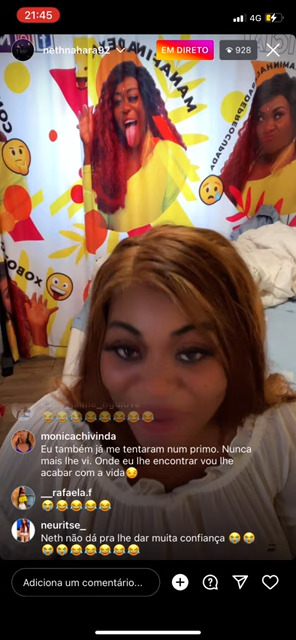 21:45
4G
nethnahara92
EM DIRETO
928
monicachivinda
Eu também já me tentaram num primo. Nunca
mais lhe vi. Onde eu lhe encontrar vou lhe
acabar com a vida😏
__rafaela.f
😂😂😂😂😂
neuritse_
Neth não dá pra lhe dar muita confiança 😂😂
😂😂😂😂😂😂😂
Adiciona um comentário...